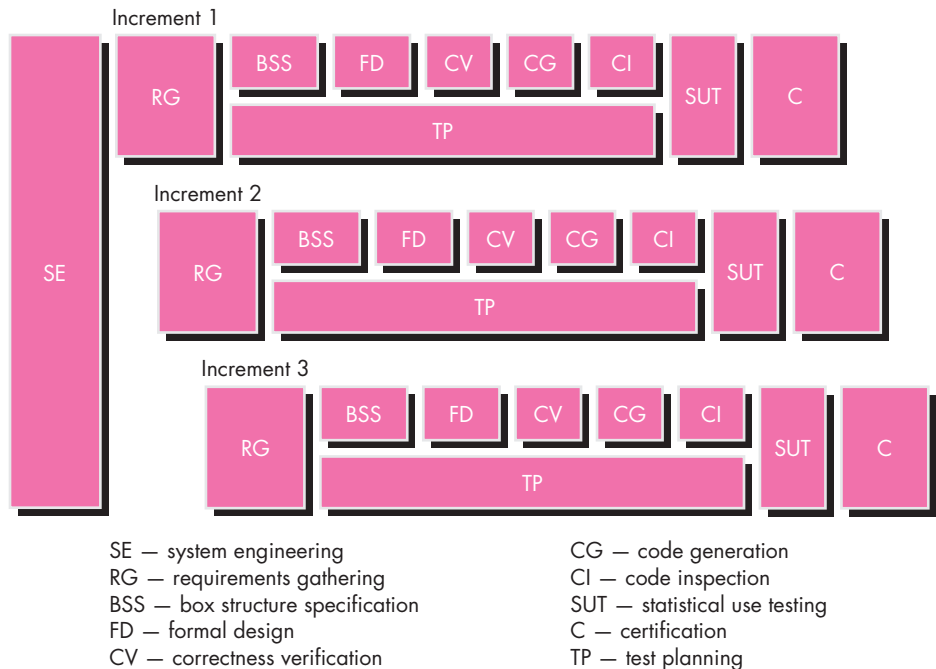 Increment 1
SE
RG
BSS FD CV CG CI
TP
SUT
C
Increment 2
RG
BSS FD CV CG CI
TP
SUT
C
Increment 3
RG
BSS FD CV CG CI
TP
SUT
C
SE — system engineering
RG — requirements gathering
BSS — box structure specification
FD — formal design
CV — correctness verification
CG — code generation
CI — code inspection
SUT — statistical use testing
C — certification
TP — test planning